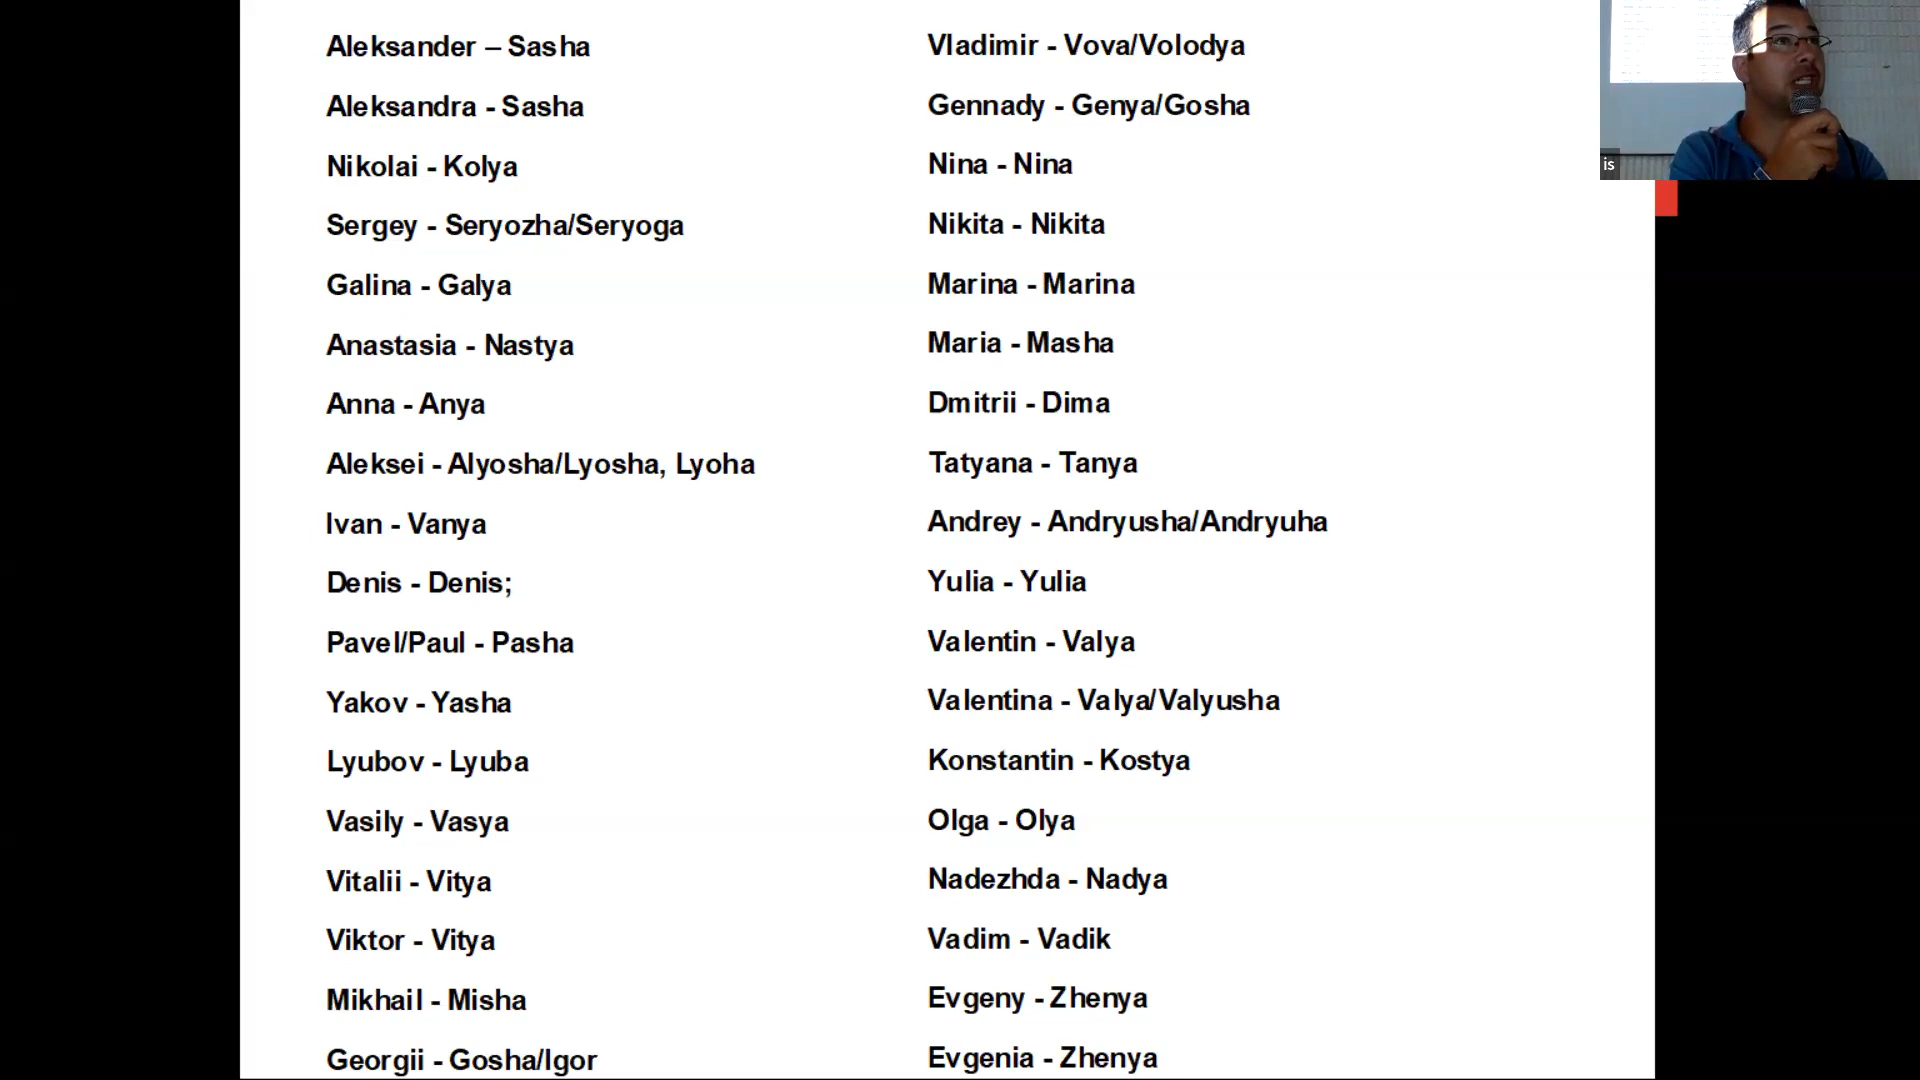 Aleksander – Sasha
Aleksandra - Sasha
Nikolai - Kolya
Sergey - Seryozha/Seryoga
Galina - Galya
Anastasia - Nastya
Anna - Anya
Aleksei - Alyosha/Lyosha, Lyoha
Ivan - Vanya
Denis - Denis;
Pavel/Paul - Pasha
Yakov - Yasha
Lyubov - Lyuba
Vasily - Vasya
Vitalii - Vitya
Viktor - Vitya
Mikhail - Misha
Georgii - Gosha/Igor
Vladimir - Vova/Volodya
Gennady - Genya/Gosha
Nina - Nina
Nikita - Nikita
Marina - Marina
Maria - Masha
Dmitrii - Dima
Tatyana - Tanya
Andrey - Andryusha/Andryuha
Yulia - Yulia
Valentin - Valya
Valentina - Valya/Valyusha
Konstantin - Kostya
Olga - Olya
Nadezhda - Nadya
Vadim - Vadik
Evgeny - Zhenya
Evgenia - Zhenya
is